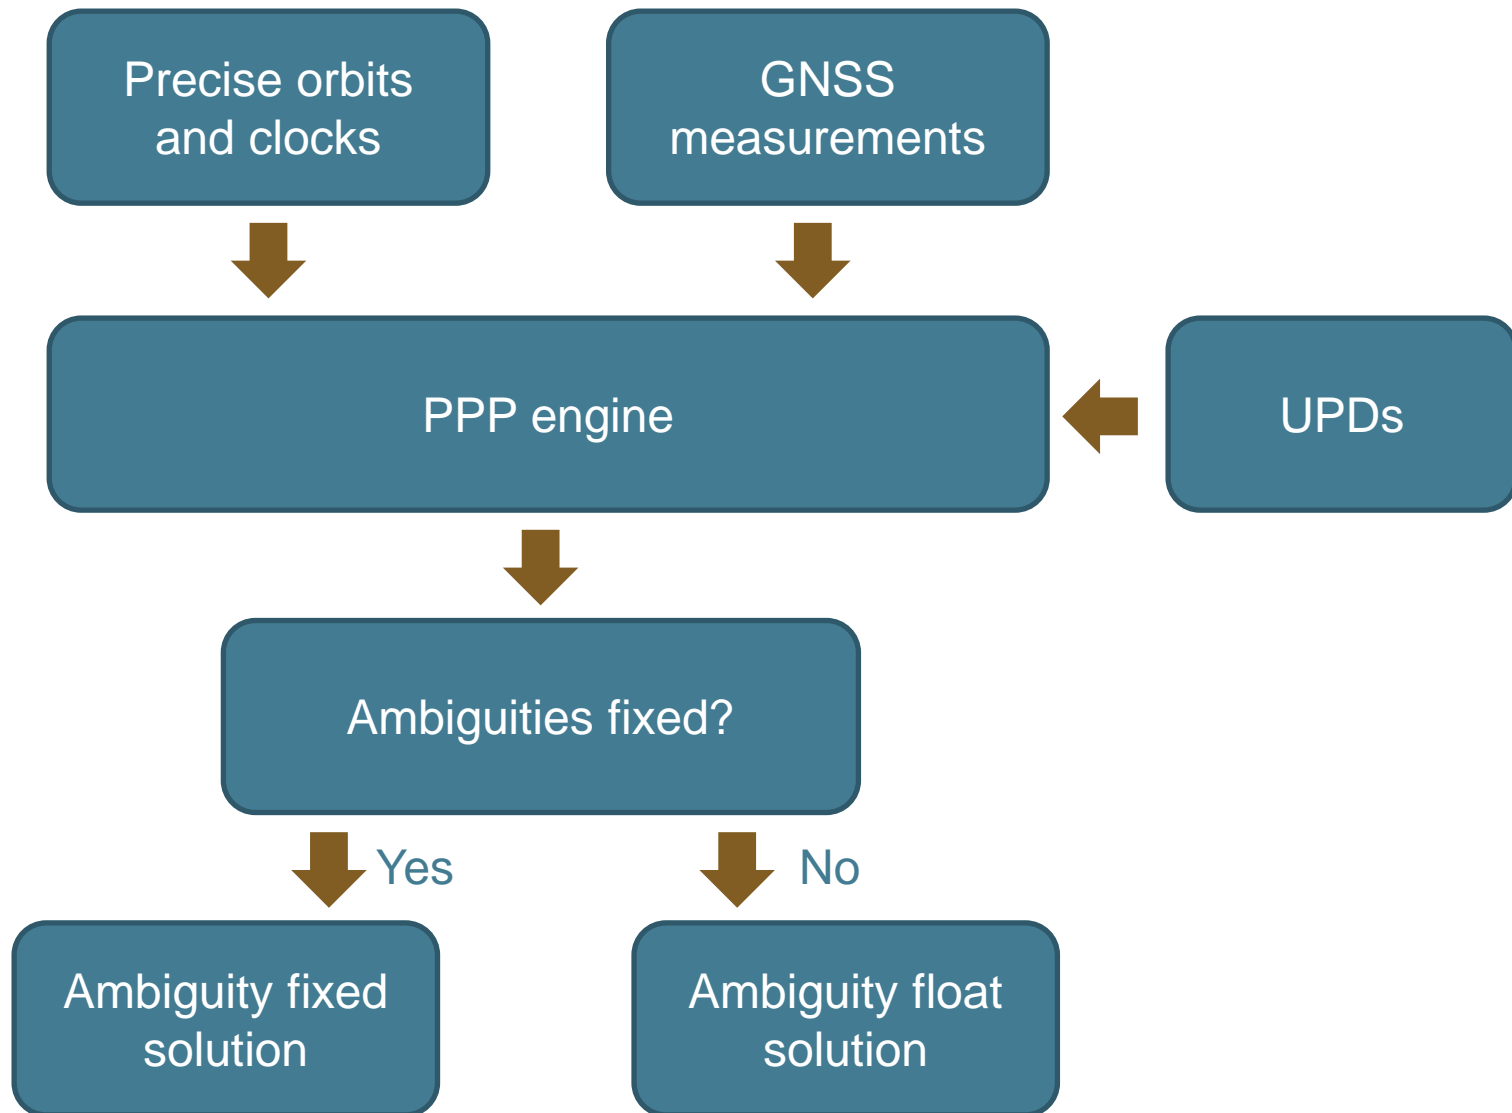 Precise orbits
and clocks
GNSS
measurements
PPP engine
UPDs
Ambiguities fixed?
Yes
No
Ambiguity fixed
solution
Ambiguity float
solution